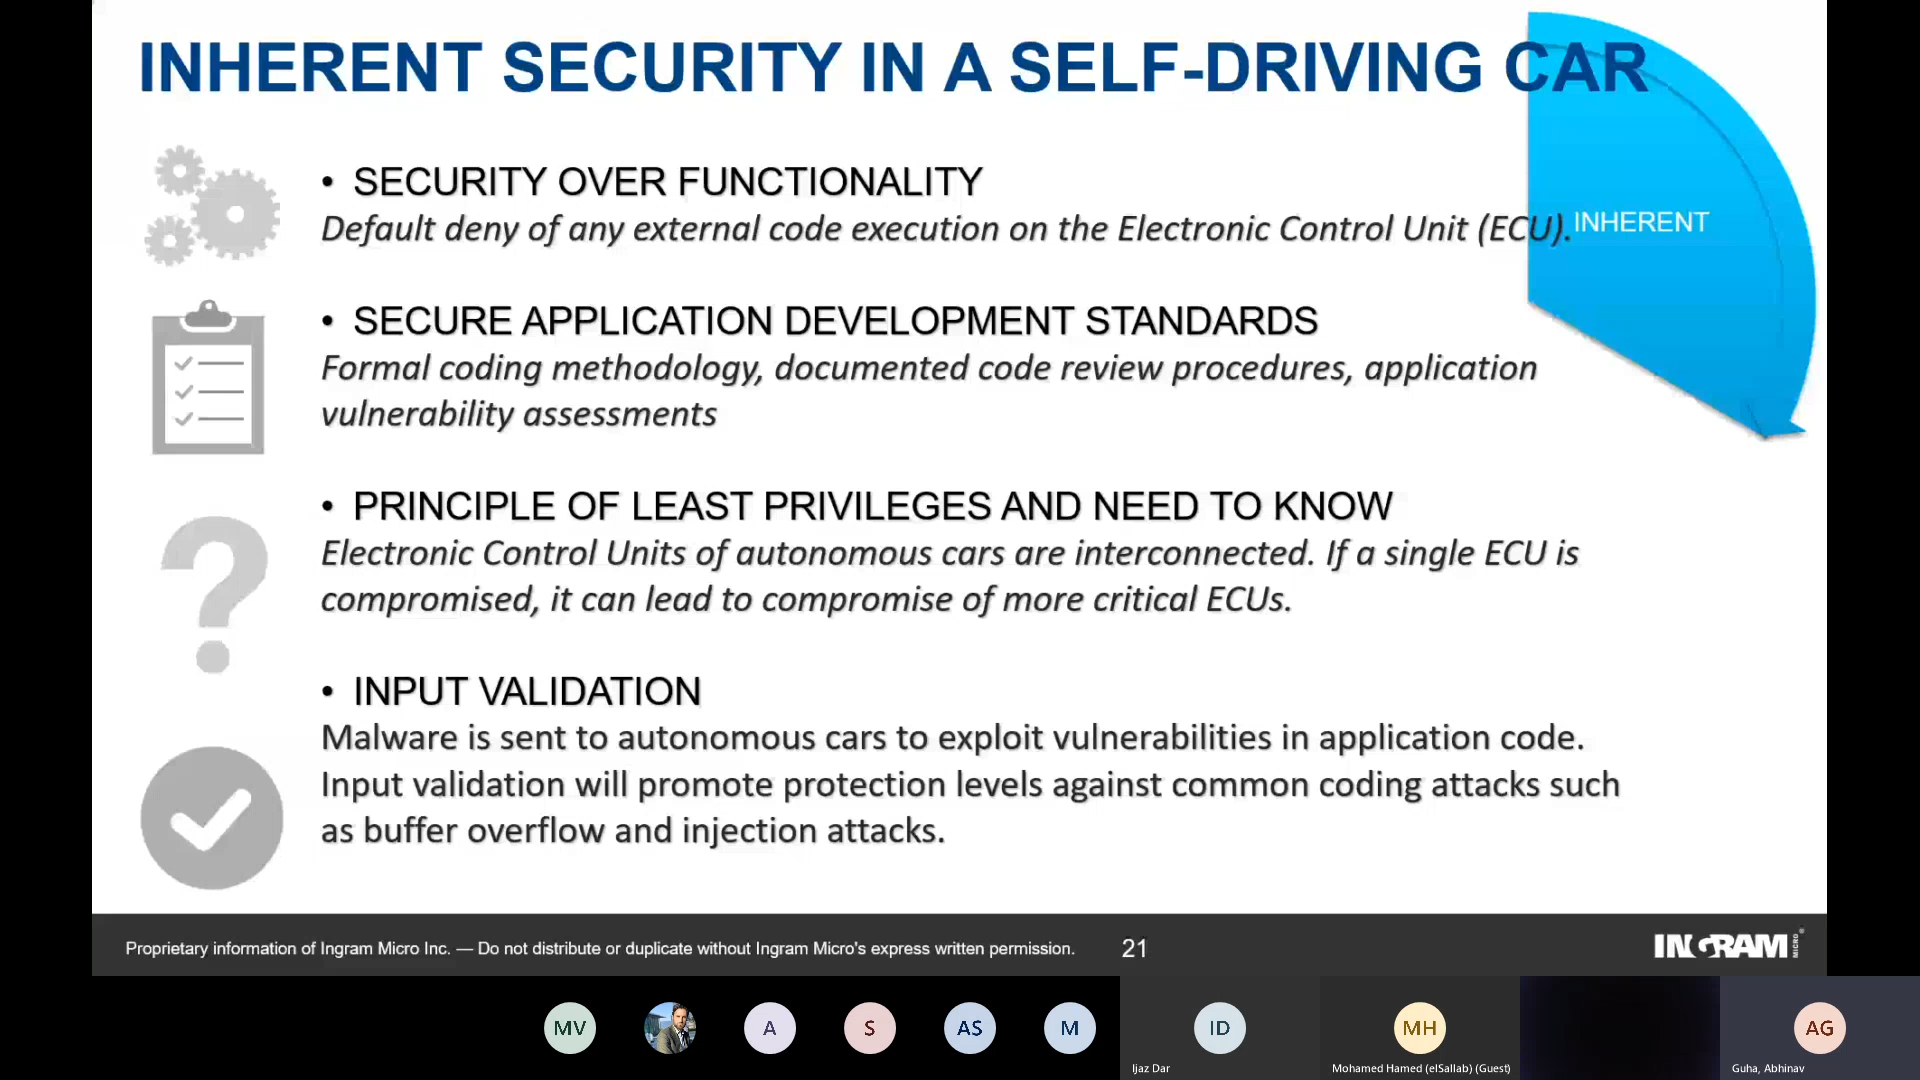 INHERENT SECURITY IN A SELF-DRIVING CAR
• SECURITY OVER FUNCTIONALITY
Default deny of any external code execution on the Electronic Control Unit (ECU).
INHERENT
• SECURE APPLICATION DEVELOPMENT STANDARDS
Formal coding methodology, documented code review procedures, application
vulnerability assessments
• PRINCIPLE OF LEAST PRIVILEGES AND NEED TO KNOW
Electronic Control Units of autonomous cars are interconnected. If a single ECU is
compromised, it can lead to compromise of more critical ECUs.
• INPUT VALIDATION
Malware is sent to autonomous cars to exploit vulnerabilities in application code.
Input validation will promote protection levels against common coding attacks such
as buffer overflow and injection attacks.
Proprietary information of Ingram Micro Inc. — Do not distribute or duplicate without Ingram Micro's express written permission.
21
INGRAM MICRO
MV
A
S
AS
M
ID
MH
AG
Ijaz Dar
Mohamed Hamed (elSallab) (Guest)
Guha, Abhinav